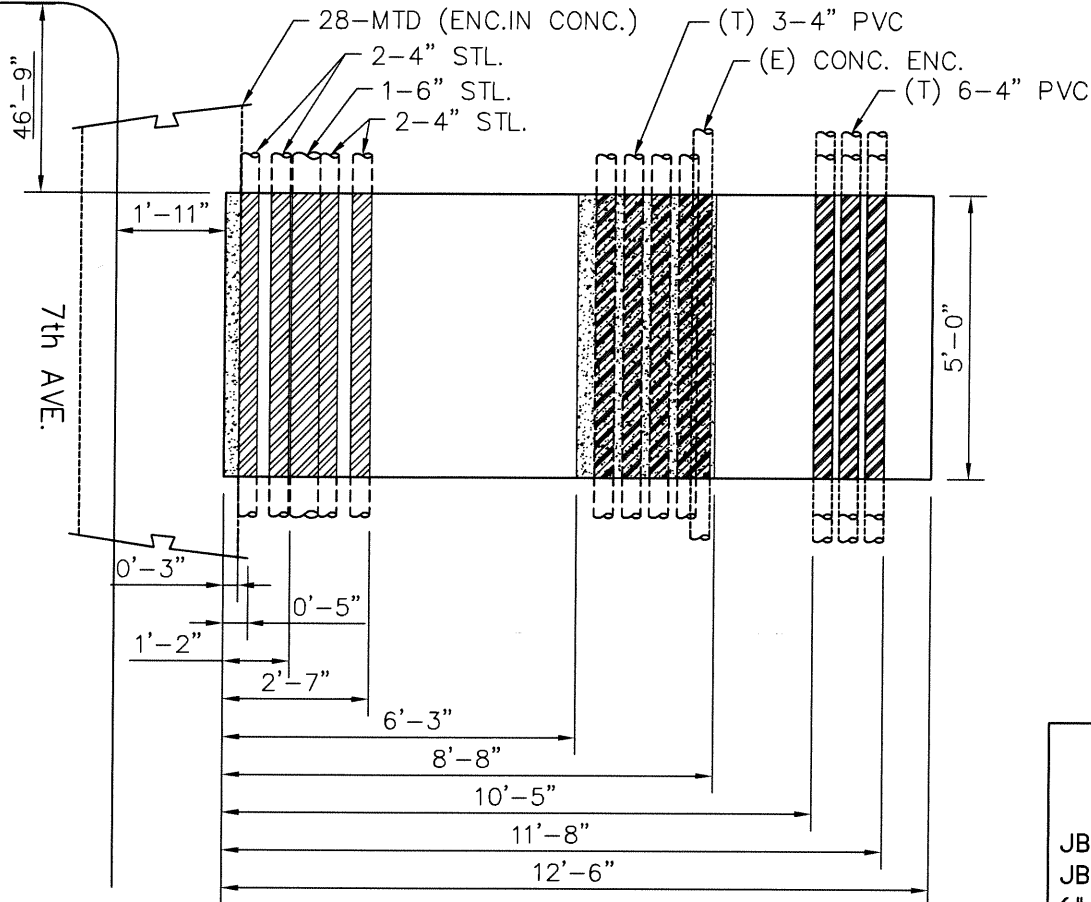 28-MTD (ENC.IN CONC.)
(T) 3-4" PVC
2-4" STL.
(E) CONC. ENC.
1-6" STL.
(T) 6-4" PVC
2-4" STL.
46'-9"
1'-11"
7th AVE.
5'-0"
0'-3"
0'-5"
1'-2"
2'-7"
6'-3"
8'-8"
10'-5"
11'-8"
12'-6"
JB
JB